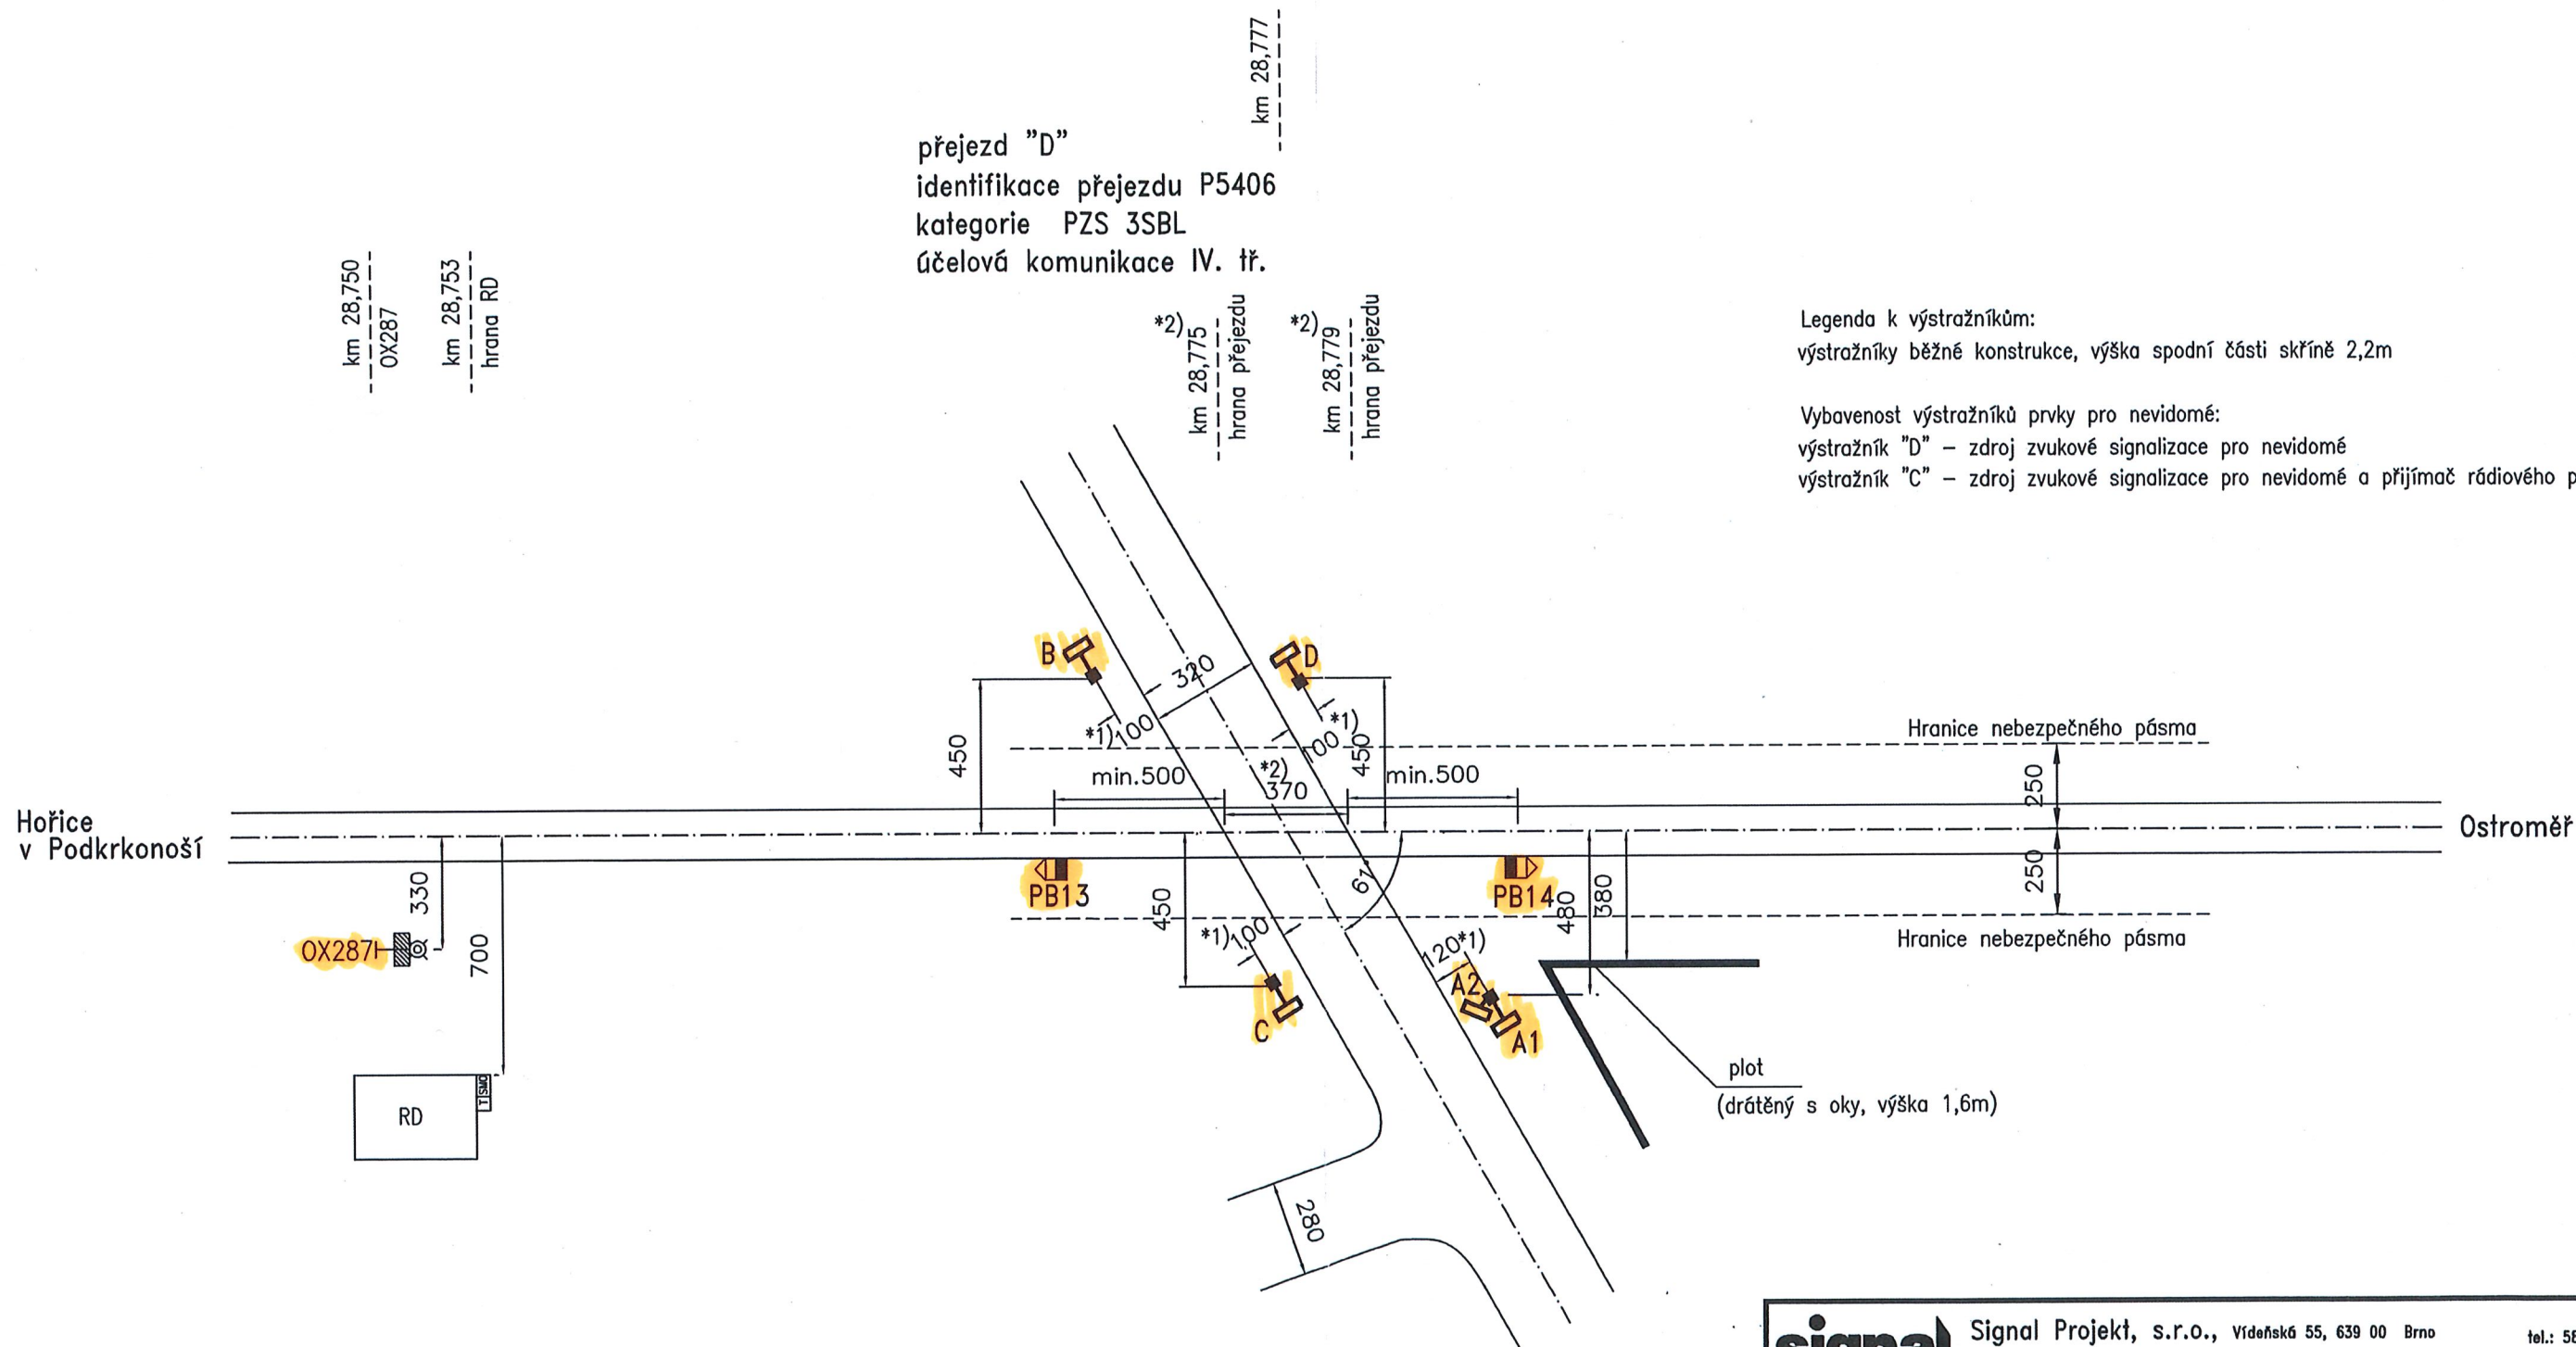 km 28,777
přejezd "D"
identifikace přejezdu P5406
kategorie PZS 3SBL
účelová komunikace IV. tř.
km 28,750
OX287
km 28,753
hrana RD
*2)
km 28,775
hrana přejezdu
*2)
km 28,779
hrana přejezdu
Legenda k výstražníkům:
výstražníky běžné konstrukce, výška spodní části skříně 2,2m
Vybavenost výstražníků prvky pro nevidomé:
výstražník "D" – zdroj zvukové signalizace pro nevidomé
výstražník "C" – zdroj zvukové signalizace pro nevidomé a přijímač rádiového p
B
D
320
*1)
100
*1)
100
450
450
min.500
*2)
370
min.500
Hranice nebezpečného pásma
250
250
Hranice nebezpečného pásma
Hořice
v Podkrkonoší
Ostroměř
330
700
OX287
PB13
PB14
450
61
480
380
*1)
100
120*1)
A2
A1
C
RD
T
SMO
plot
(drátěný s oky, výška 1,6m)
280
signal
Signal Projekt, s.r.o., Vídeňská 55, 639 00 Brno
tel.: 58